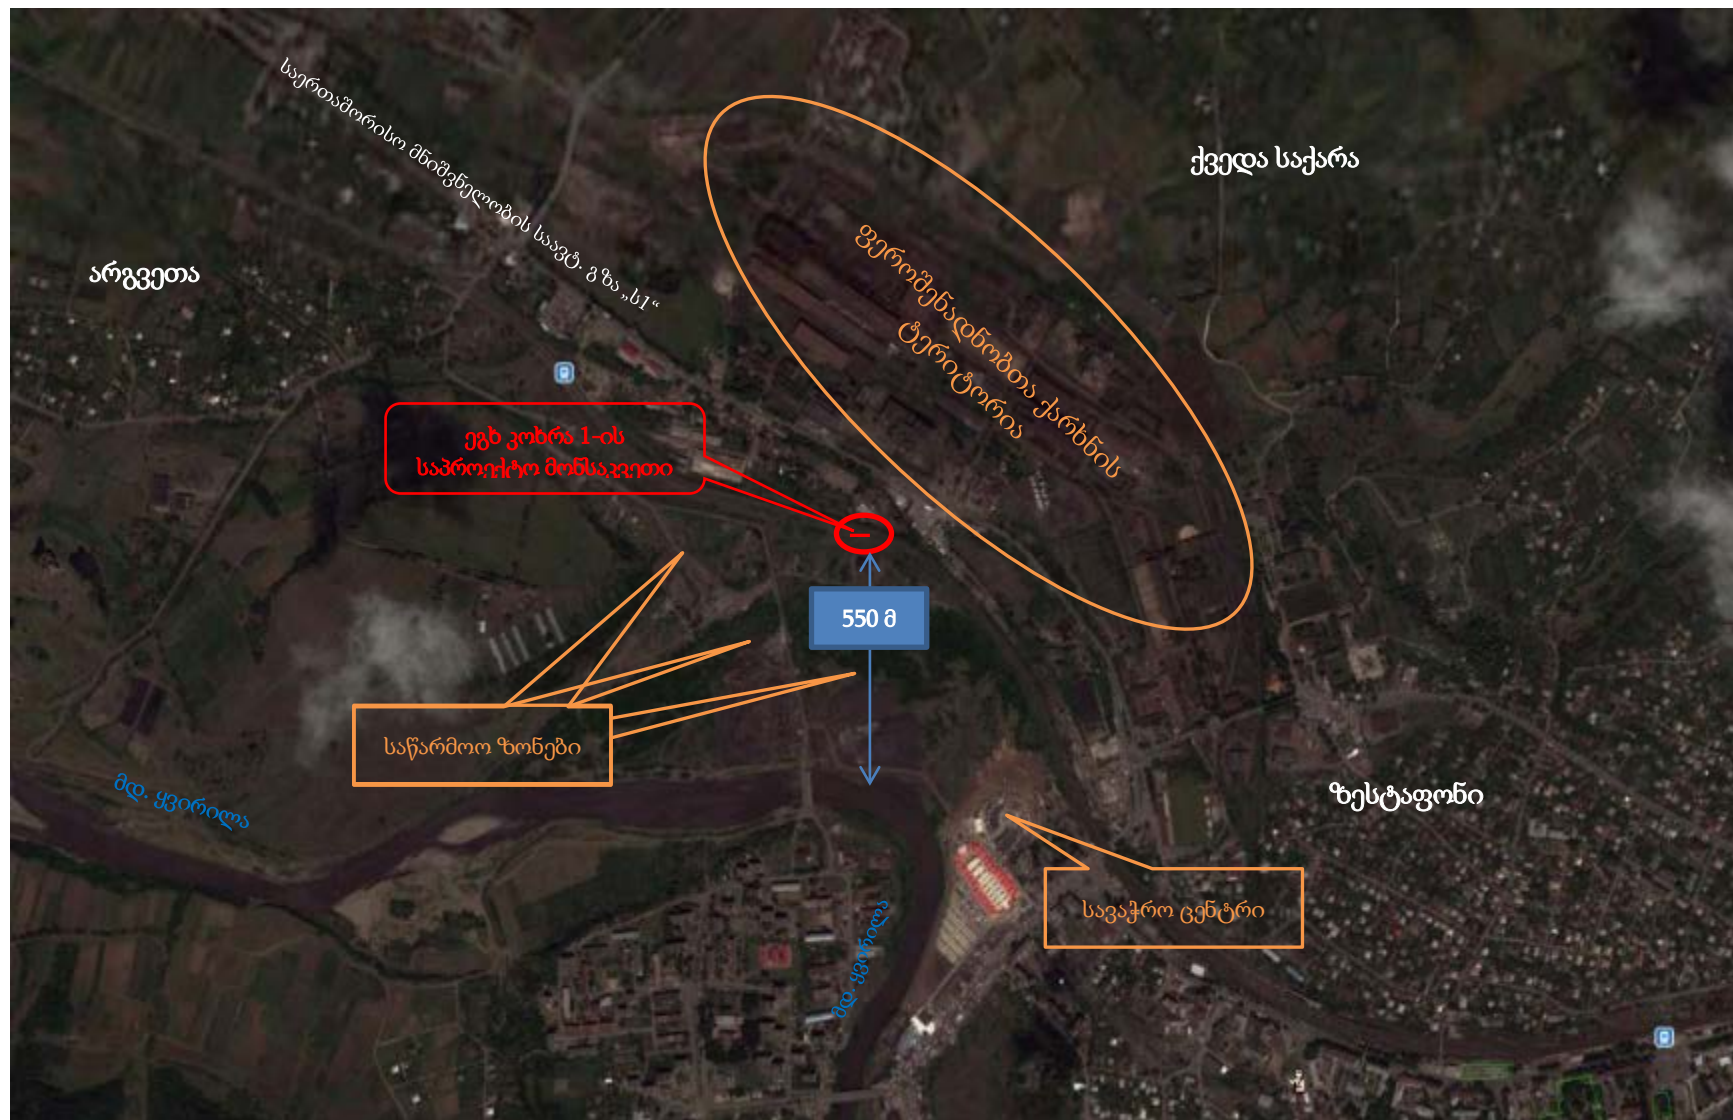 საერთაშორისო მნიშვნელობის საავტ. გზა „ს1“
ქვედა საქარა
არგვეთა
ფეროშენადნობთა ქარხნის
ტერიტორია
ეგხ კოხრა 1-ის
საპროექტო მონსაკვეთი
550 მ
საწარმოო ზონები
მდ. ყვირილა
ზესტაფონი
სავაჭრო ცენტრი
მდ. ყვირილა